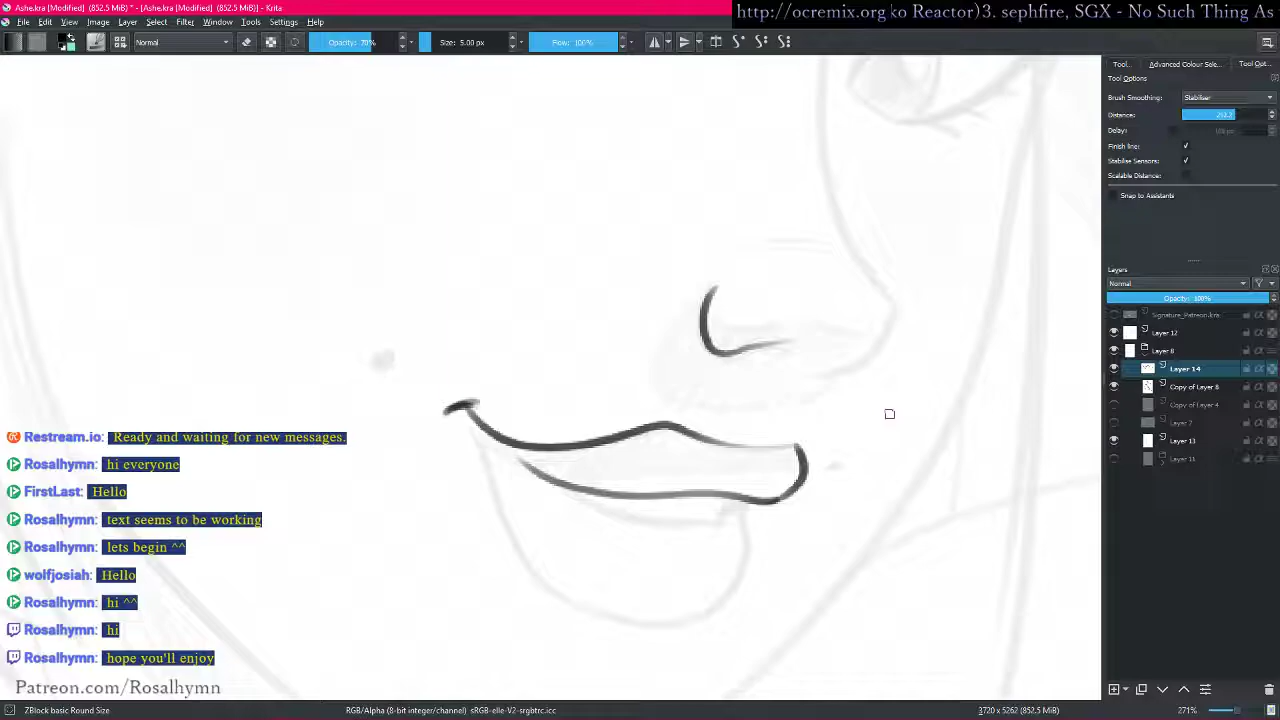 Ashe.kra [Modified] (852.5 MiB) * - [Ashe.kra [Modified] (852.5 MiB)] - Krita
http://ocremix.org ko Reactor)3. sephfire, SGX - No Such Thing As
File Edit View Image Layer Select Filter Window Tools Settings Help
Normal Opacity: 70% Size: 5.00 px Flow: 100%
Tool... Advanced Colour Sele... Tool Opt...
Tool Options
Brush Smoothing: Stabiliser
Distance:
Delay:
Finish line:
Stabilise Sensors:
Scalable Distance:
Snap to Assistants
Layers
Normal
Opacity: 100%
Signature_Patreon.kra
Layer 12
Layer 8
Layer 14
Copy of Layer 8
Copy of Layer 4
Layer 7
Layer 13
Layer 11
Restream.io: Ready and waiting for new messages.
Rosalhymn: hi everyone
FirstLast: Hello
Rosalhymn: text seems to be working
Rosalhymn: lets begin ^^
wolfjosiah: Hello
Rosalhymn: hi ^^
Rosalhymn: hi
Rosalhymn: hope you'll enjoy
Patreon.com/Rosalhymn
ZBlock basic Round Size
RGB/Alpha (8-bit integer/channel) sRGB-elle-V2-srgbtrc.icc
3720 x 5262 (852.5 MiB)
271%